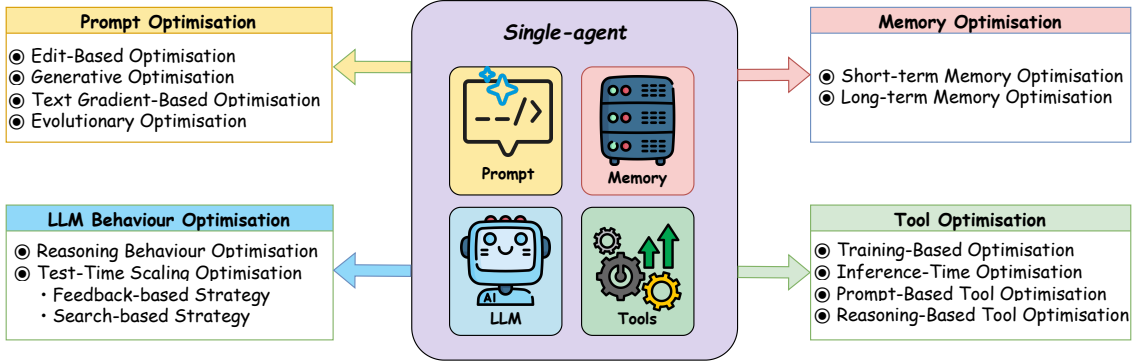 Prompt Optimisation
Edit-Based Optimisation
Generative Optimisation
Text Gradient-Based Optimisation
Evolutionary Optimisation
LLM Behaviour Optimisation
Reasoning Behaviour Optimisation
Test-Time Scaling Optimisation
• Feedback-based Strategy
• Search-based Strategy
Single-agent
Prompt
Memory
AI
LLM
Tools
Memory Optimisation
Short-term Memory Optimisation
Long-term Memory Optimisation
Tool Optimisation
Training-Based Optimisation
Inference-Time Optimisation
Prompt-Based Tool Optimisation
Reasoning-Based Tool Optimisation